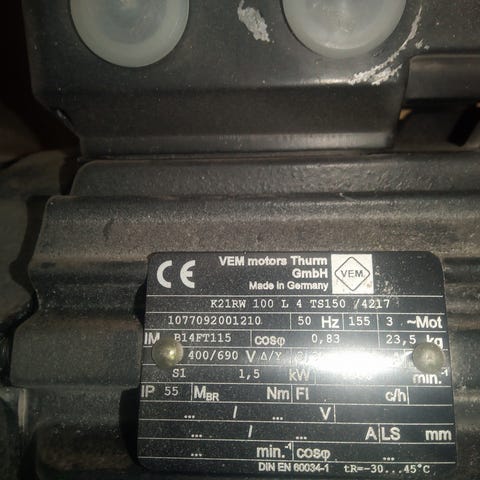 CE
VEM motors Thurm
GmbH
VEM
Made in Germany
K21RW 100 L 4 TS150 /4217
1077092001210 50 Hz 155 3 ~Mot
IM B14FT115 cosφ 0,83 23,5 kg
400/690 V Δ/Y
S1 1,5 kW min.-1
IP 55 MBR Nm FI c/h
... / ... V
... / ... A LS mm
... min.-1 cosφ ...
DIN EN 60034-1 tR=-30...45°C